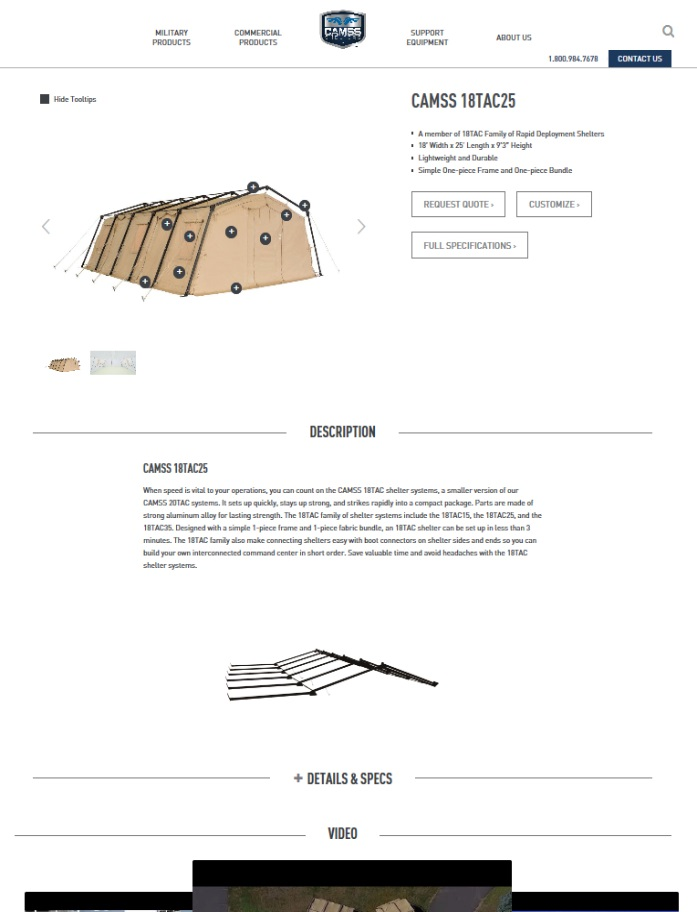 MILITARY
PRODUCTS
COMMERCIAL
PRODUCTS
CAMSS
SUPPORT
EQUIPMENT
ABOUT US
1.800.984.7678
CONTACT US
Hide Tooltips
CAMSS 18TAC25
A member of 18TAC Family of Rapid Deployment Shelters
18' Width x 25' Length x 9'3" Height
Lightweight and Durable
Simple One-piece Frame and One-piece Bundle
REQUEST QUOTE ›
CUSTOMIZE ›
FULL SPECIFICATIONS ›
DESCRIPTION
CAMSS 18TAC25
When speed is vital to your operations, you can count on the CAMSS 18TAC shelter systems, a smaller version of our
CAMSS 20TAC systems. It sets up quickly, stays up strong, and strikes rapidly into a compact package. Parts are made of
strong aluminum alloy for lasting strength. The 18TAC family of shelter systems include the 18TAC15, the 18TAC25, and the
18TAC35. Designed with a simple 1-piece frame and 1-piece fabric bundle, an 18TAC shelter can be set up in less than 3
minutes. The 18TAC family also make connecting shelters easy with boot connectors on shelter sides and ends so you can
build your own interconnected command center in short order. Save valuable time and avoid headaches with the 18TAC
shelter systems.
+ DETAILS & SPECS
VIDEO